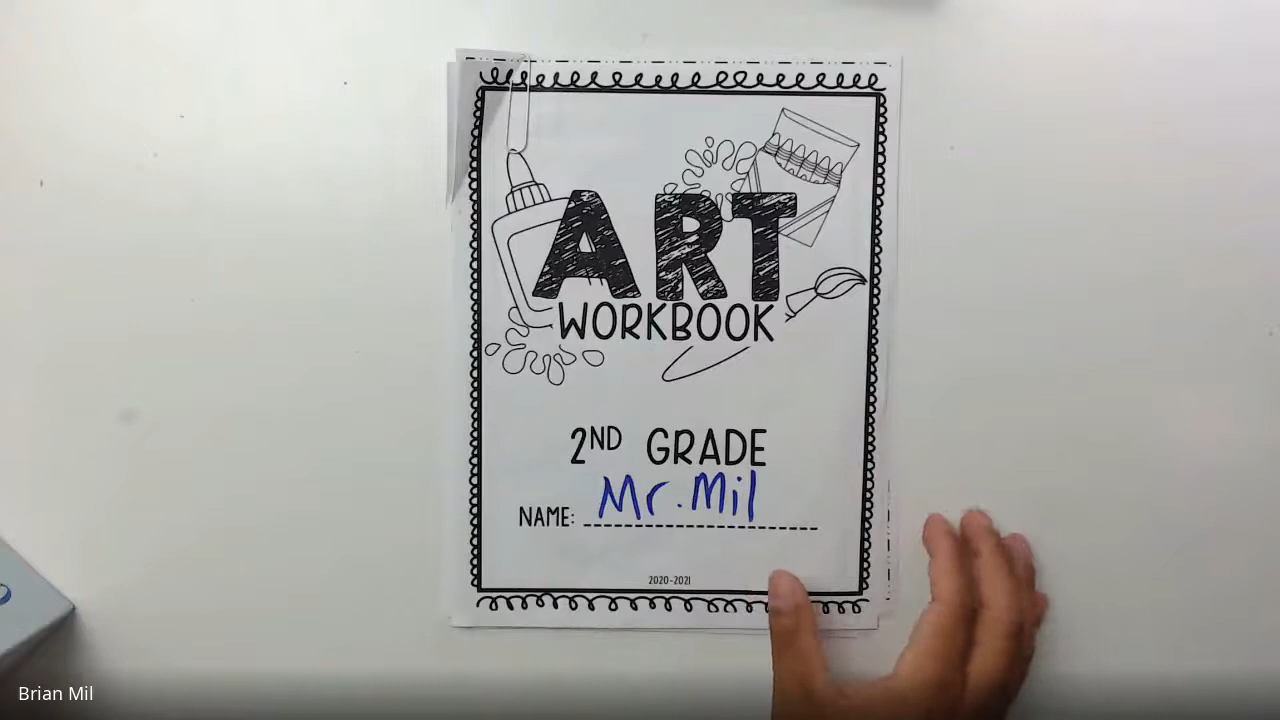 ART
WORKBOOK
2ND GRADE
NAME: Mr. Mil
2020-2021
Brian Mil